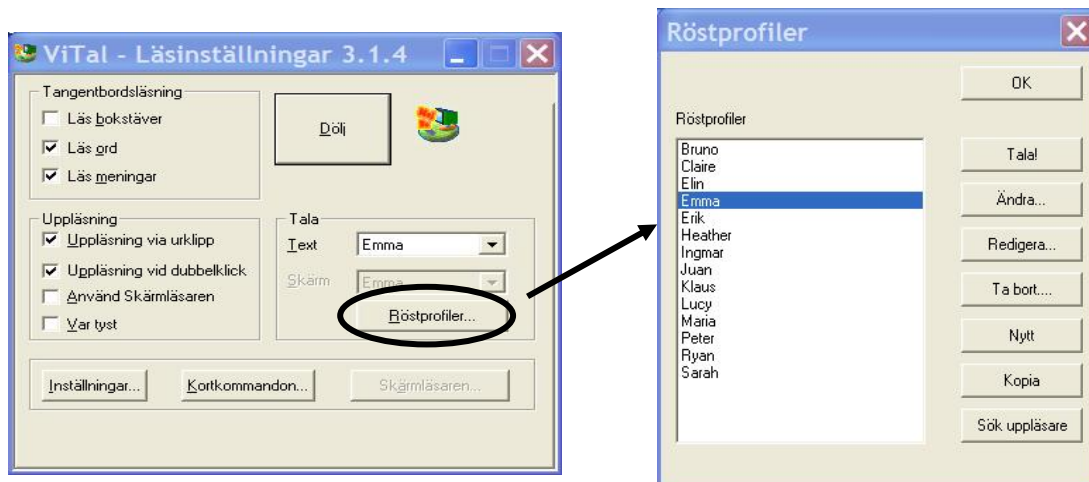 ViTal - Läsinställningar 3.1.4
Tangentbordsläsning
Läs bokstäver
Läs ord
Läs meningar
Dölj
Uppläsning
Uppläsning via urklipp
Uppläsning vid dubbelklick
Använd Skärmläsaren
Var tyst
Tala
Text Emma
Skärm Emma
Röstprofiler...
Inställningar... Kortkommandon... Skärmläsaren...
Röstprofiler
OK
Röstprofiler
Bruno
Claire
Elin
Emma
Erik
Heather
Ingmar
Juan
Klaus
Lucy
Maria
Peter
Ryan
Sarah
Tala!
Ändra...
Redigera...
Ta bort....
Nytt
Kopia
Sök uppläsare